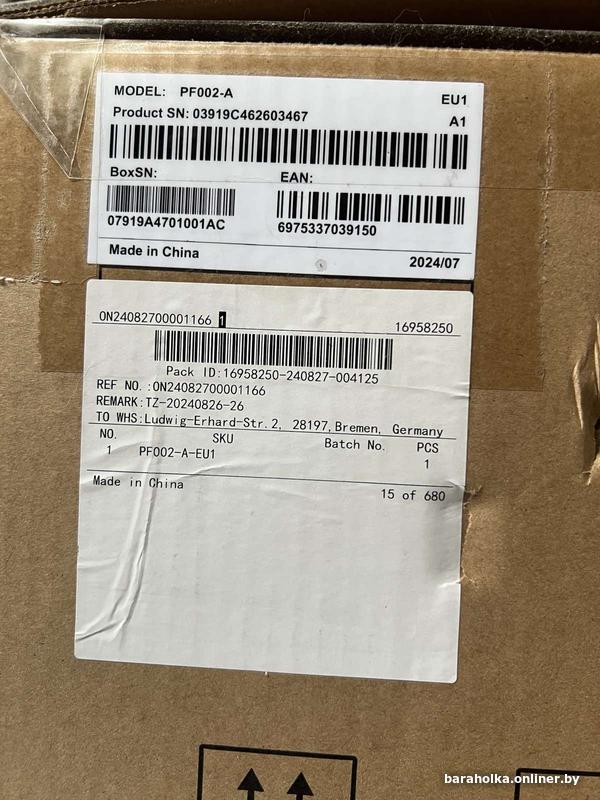 MODEL: PF002-A EU1
Product SN: 03919C462603467 A1
BoxSN: EAN:
07919A4701001AC 6975337039150
Made in China 2024/07
ON24082700001166 1 16958250
Pack ID:16958250-240827-004125
REF NO.:ON24082700001166
REMARK:TZ-20240826-26
TO WHS:Ludwig-Erhard-Str.2, 28197,Bremen, Germany
NO. SKU Batch No. PCS
1 PF002-A-EU1 1
Made in China 15 of 680
baraholka.onliner.by